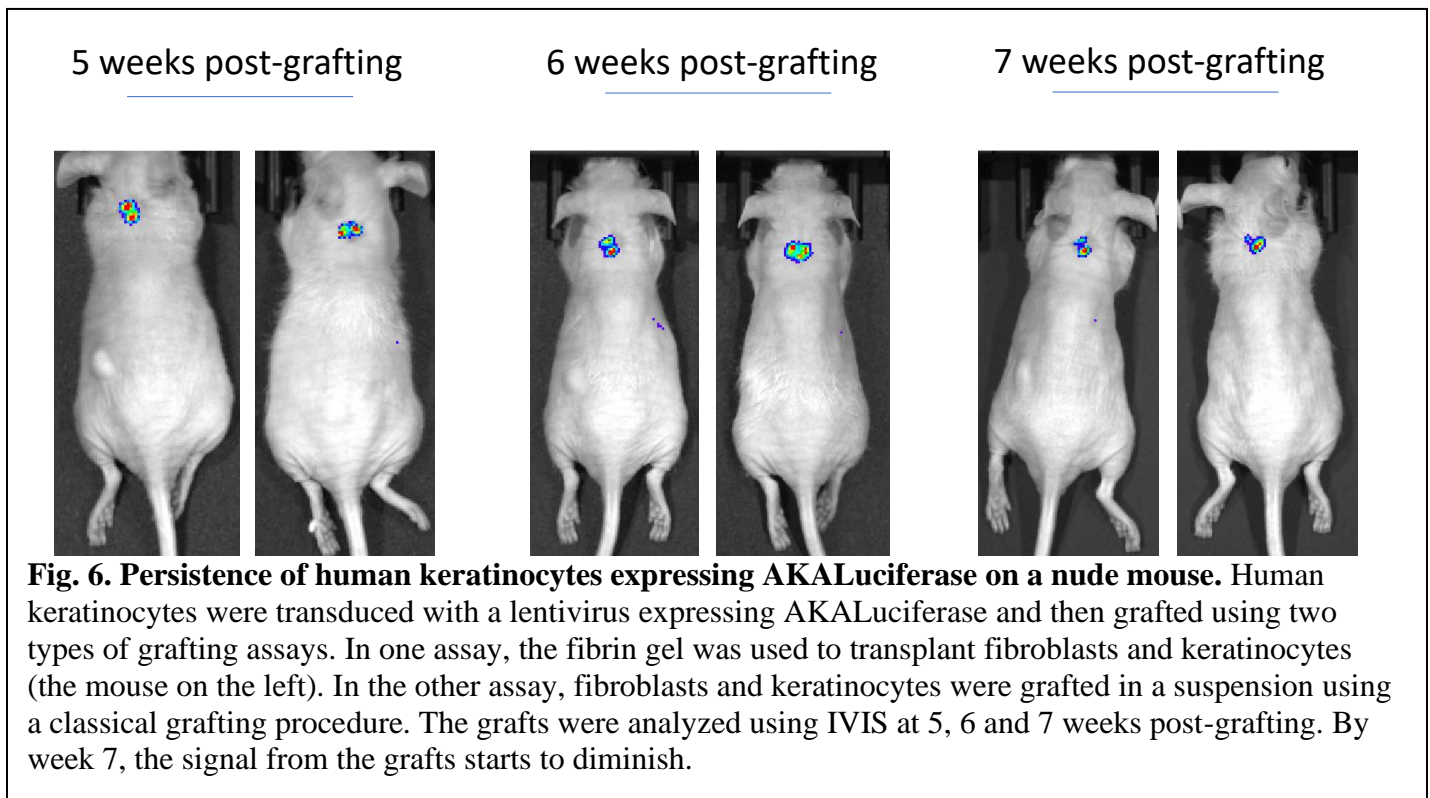 5 weeks post-grafting
6 weeks post-grafting
7 weeks post-grafting
Fig. 6. Persistence of human keratinocytes expressing AKALuciferase on a nude mouse. Human
keratinocytes were transduced with a lentivirus expressing AKALuciferase and then grafted using two
types of grafting assays. In one assay, the fibrin gel was used to transplant fibroblasts and keratinocytes
(the mouse on the left). In the other assay, fibroblasts and keratinocytes were grafted in a suspension using
a classical grafting procedure. The grafts were analyzed using IVIS at 5, 6 and 7 weeks post-grafting. By
week 7, the signal from the grafts starts to diminish.